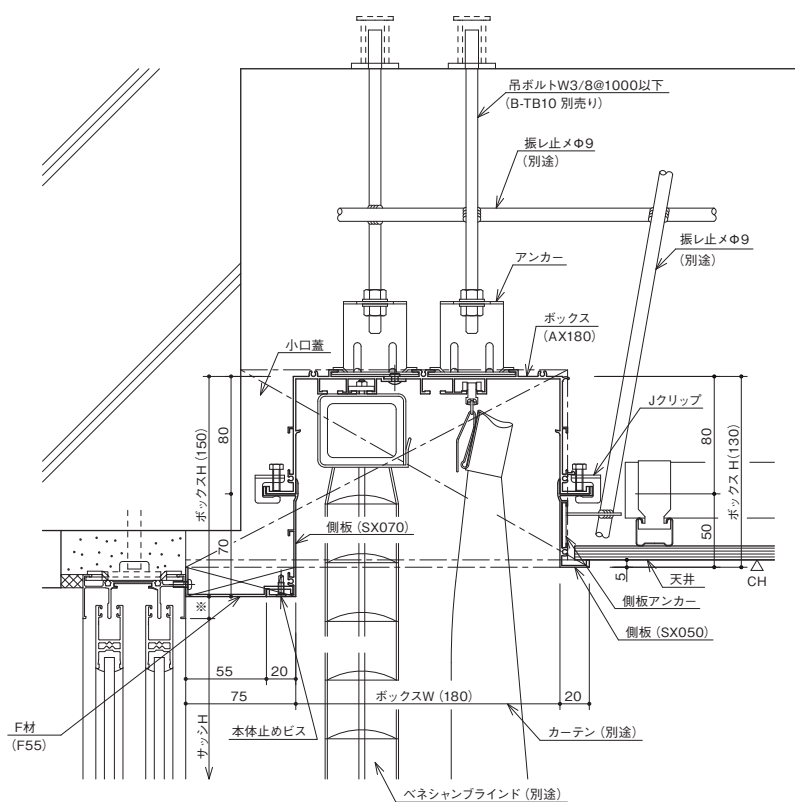 吊ボルトW3/8@1000以下
(B-TB10 別売り)
振レ止メΦ9
(別途)
振レ止メΦ9
(別途)
アンカー
ボックス
(AX180)
小口蓋
Jクリップ
ボックスH (150)
80
70
側板(SX070)
80
50
ボックス H (130)
5
天井
CH
側板アンカー
側板(SX050)
※
55
20
75
ボックスW (180)
20
サッシH
F材
(F55)
本体止めビス
カーテン (別途)
ベネシャンブラインド (別途)